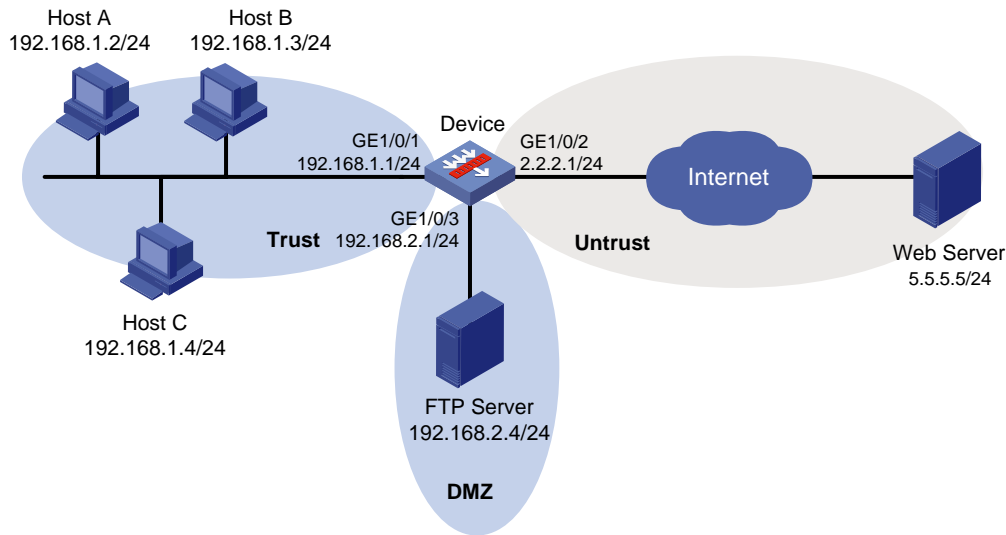 Host A
192.168.1.2/24
Host B
192.168.1.3/24
Device
GE1/0/1
192.168.1.1/24
GE1/0/2
2.2.2.1/24
Internet
GE1/0/3
192.168.2.1/24
Trust
Untrust
Web Server
5.5.5.5/24
Host C
192.168.1.4/24
FTP Server
192.168.2.4/24
DMZ